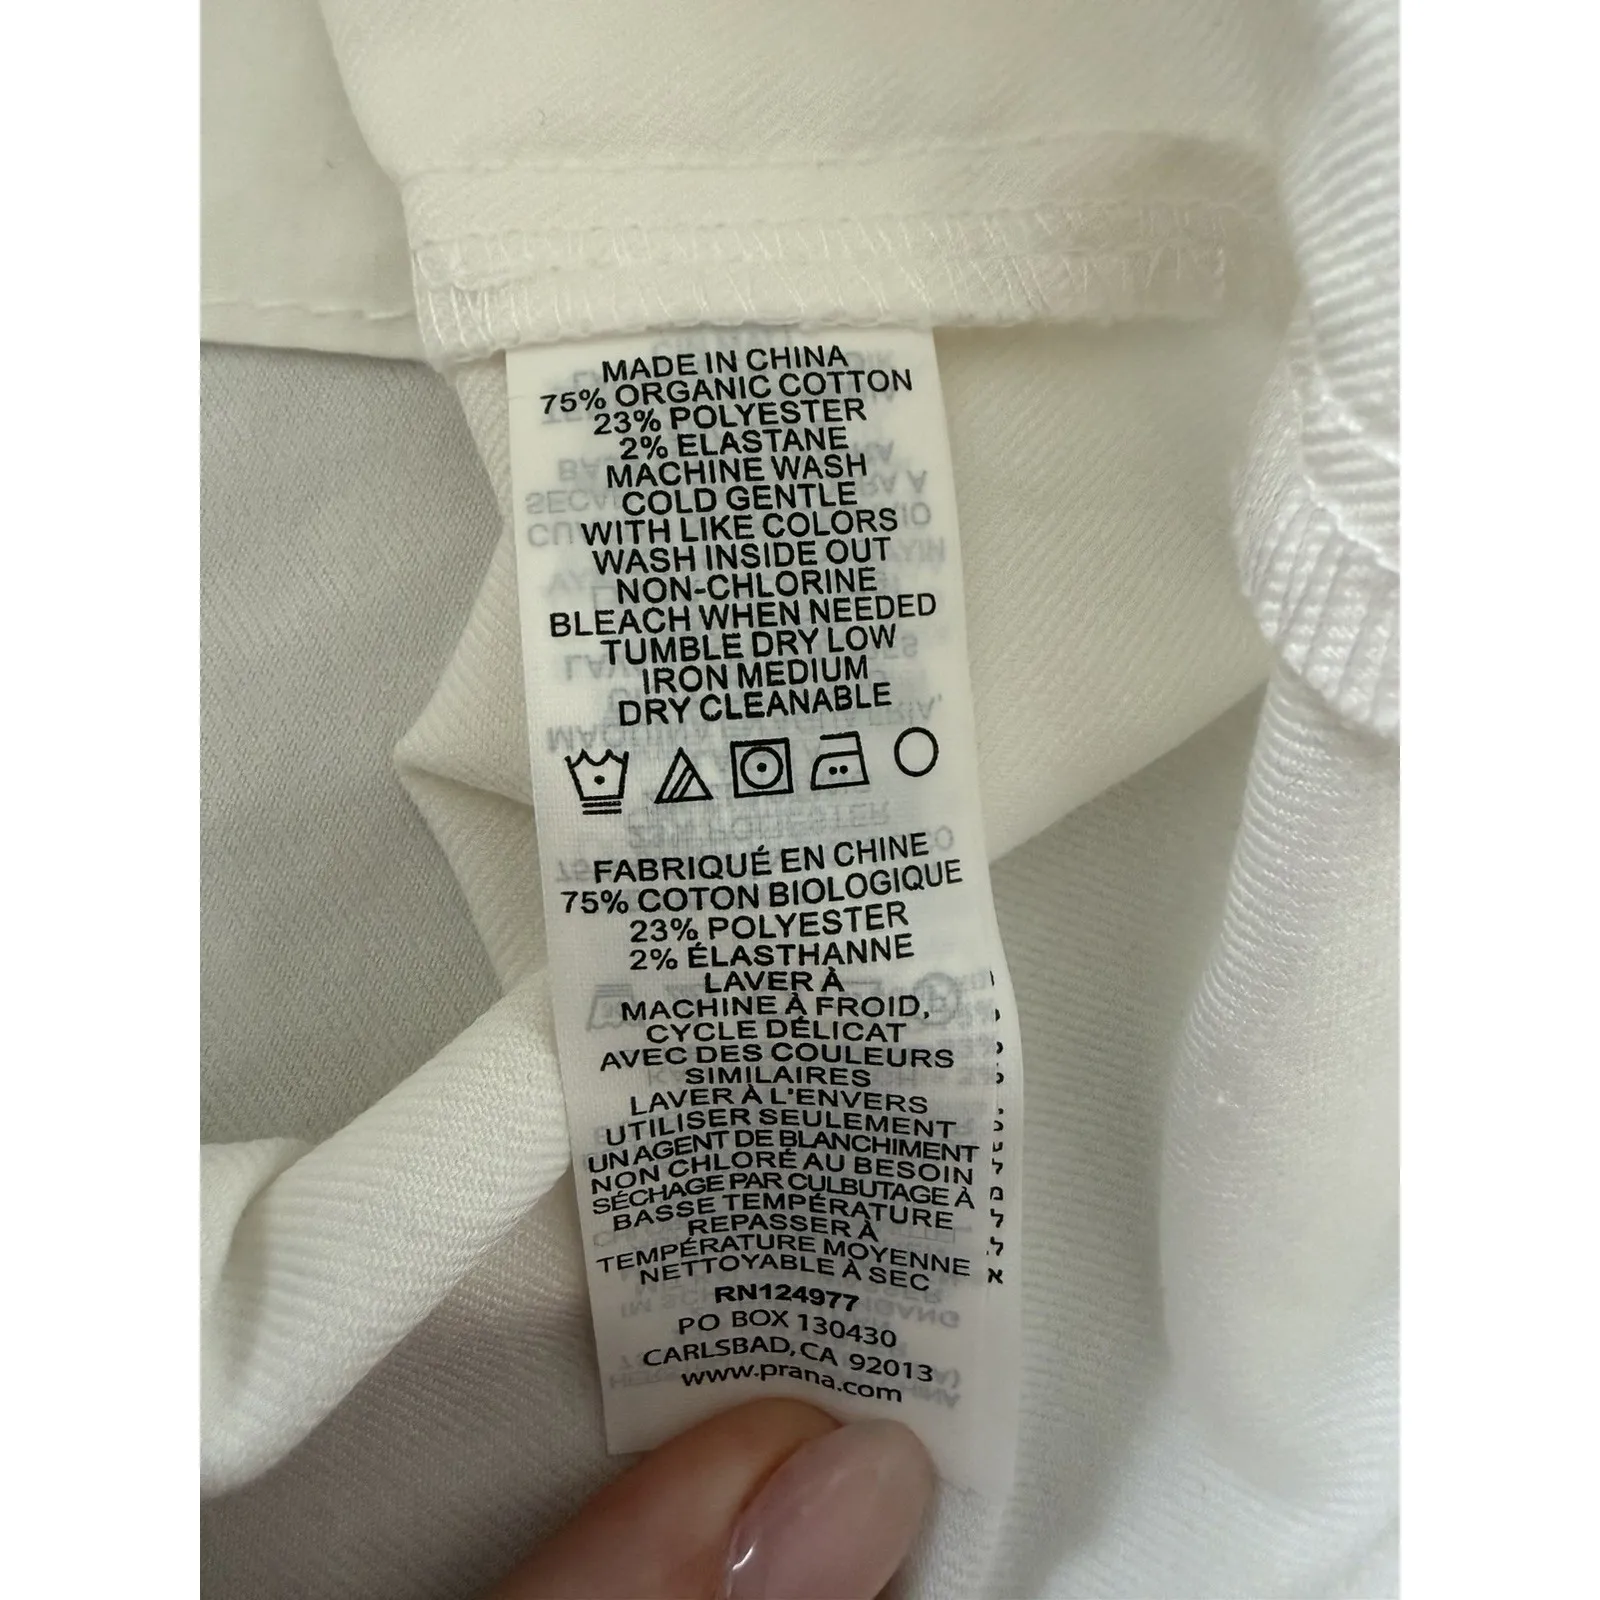 MADE IN CHINA
75% ORGANIC COTTON
23% POLYESTER
2% ELASTANE
MACHINE WASH
COLD GENTLE
WITH LIKE COLORS
WASH INSIDE OUT
NON-CHLORINE
BLEACH WHEN NEEDED
TUMBLE DRY LOW
IRON MEDIUM
DRY CLEANABLE
FABRIQUÉ EN CHINE
75% COTON BIOLOGIQUE
23% POLYESTER
2% ÉLASTHANNE
LAVER À
MACHINE À FROID,
CYCLE DÉLICAT
AVEC DES COULEURS
SIMILAIRES
LAVER À L'ENVERS
UTILISER SEULEMENT
UN AGENT DE BLANCHIMENT
NON CHLORÉ AU BESOIN
SÉCHAGE PAR CULBUTAGE À
BASSE TEMPÉRATURE
REPASSER À
TEMPÉRATURE MOYENNE
NETTOYABLE À SEC
RN124977
PO BOX 130430
CARLSBAD, CA 92013
www.prana.com